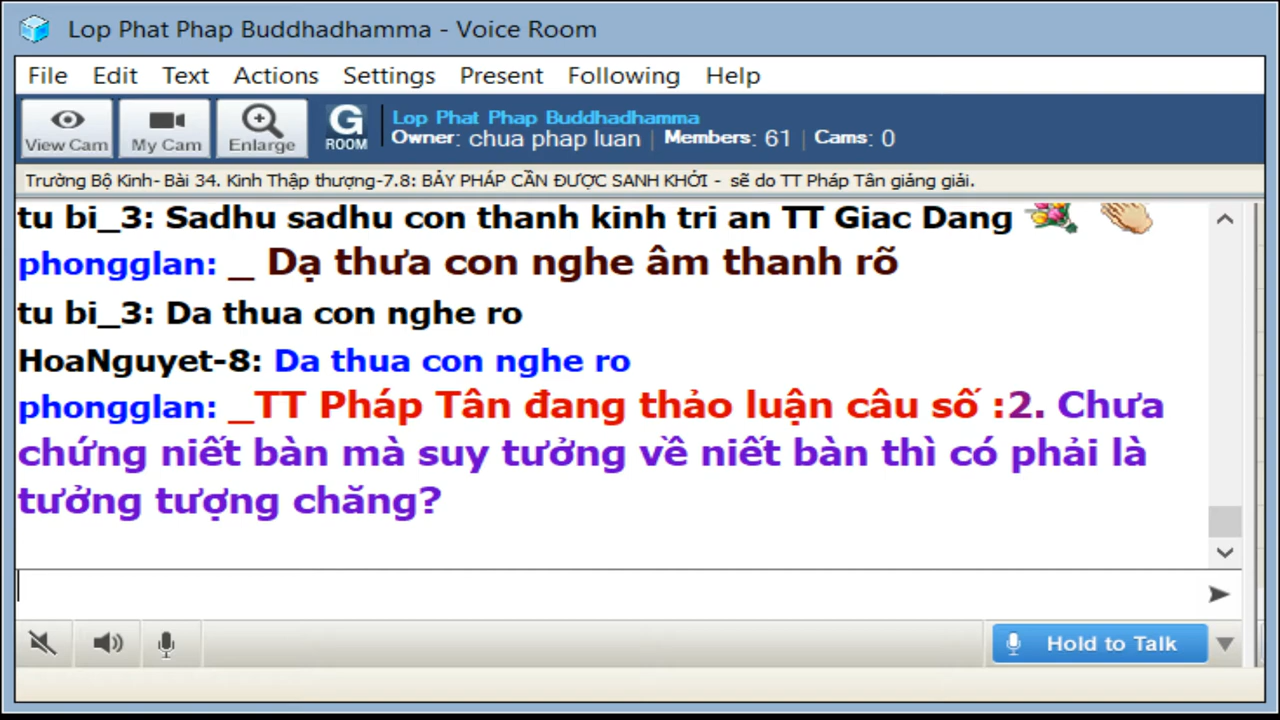 Lop Phat Phap Buddhadhamma - Voice Room
File Edit Text Actions Settings Present Following Help
View Cam My Cam Enlarge G ROOM
Lop Phat Phap Buddhadhamma
Owner: chua phap luan | Members: 61 | Cams: 0
Trường Bộ Kinh- Bài 34. Kinh Thập thượng-7.8: BẢY PHÁP CẦN ĐƯỢC SANH KHỞI - sẽ do TT Pháp Tân giảng giải.
tu bi_3: Sadhu sadhu con thanh kinh tri an TT Giac Dang
phongglan: _ Dạ thưa con nghe âm thanh rõ
tu bi_3: Da thua con nghe ro
HoaNguyet-8: Da thua con nghe ro
phongglan: _TT Pháp Tân đang thảo luận câu số :2. Chưa
chứng niết bàn mà suy tưởng về niết bàn thì có phải là
tưởng tượng chăng?
Hold to Talk